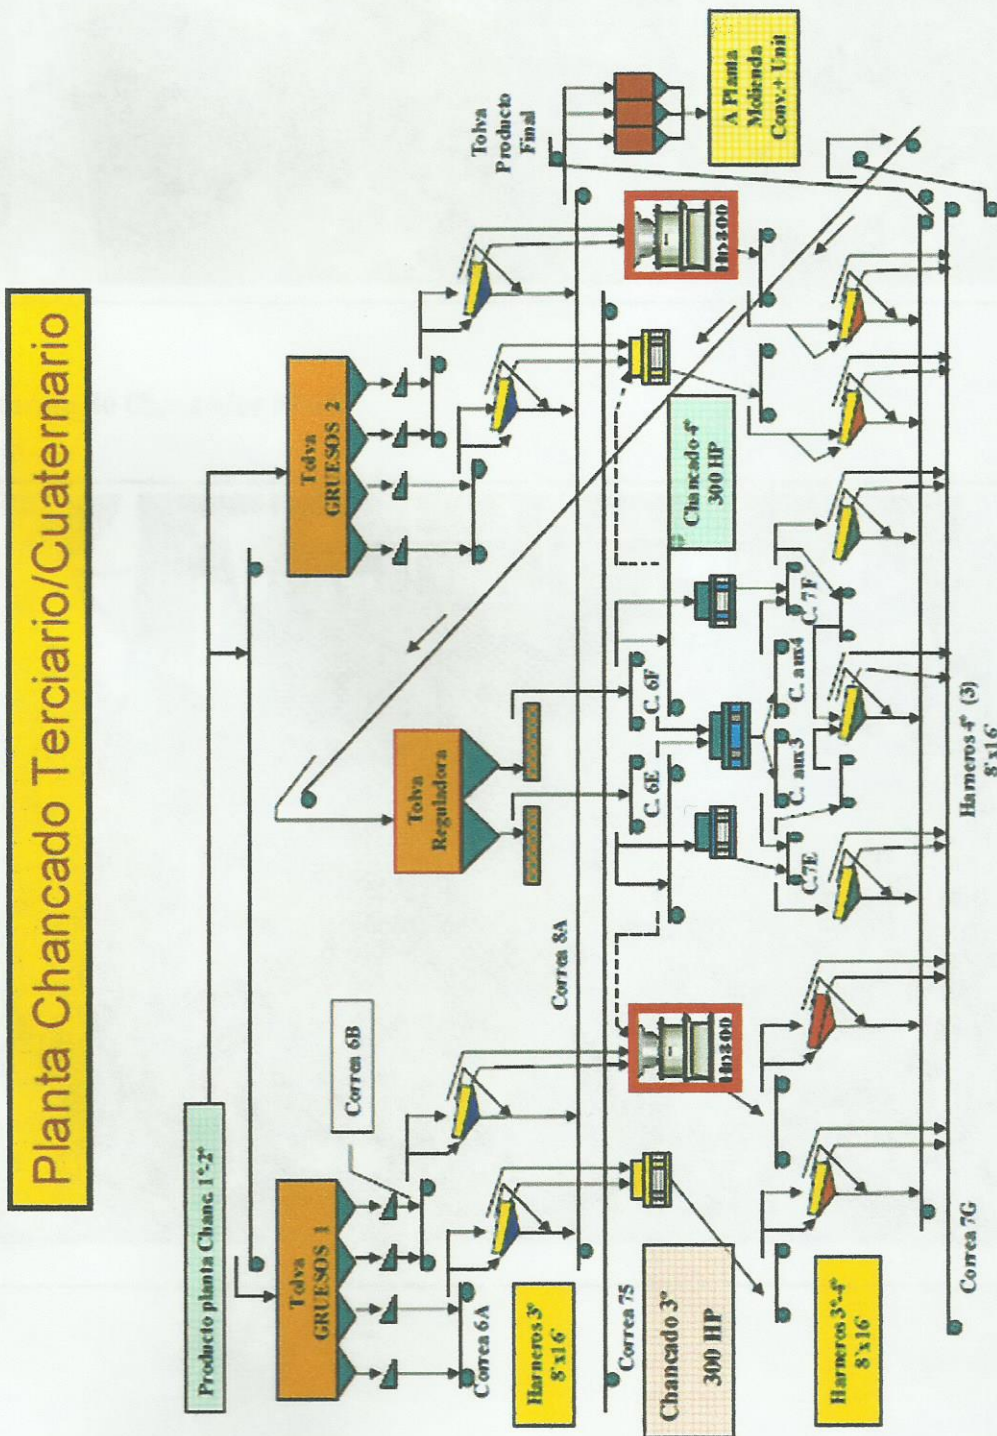 Planta Chancado Terciario/Cuaternario
Producto planta Chanc. 1°-2°
Tolva
GRUESOS 1
Tolva
GRUESOS 2
Correa 6B
Correa 6A
Tolva
Reguladora
Tolva
Producto
Final
A Planta
Molienda
Conv.+ Unit
Harneros 3°
8`x16`
Correa 8A
Correa 75
Chancado 3°
300 HP
Hp800
Hp800
C. 6E
C. 6F
Chancado 4°
300 HP
C. 7E
C. aux3
C. aux4
C. 7F
Harneros 3°-4°
8`x16`
Correa 7G
Harneros 4° (3)
8`x16`